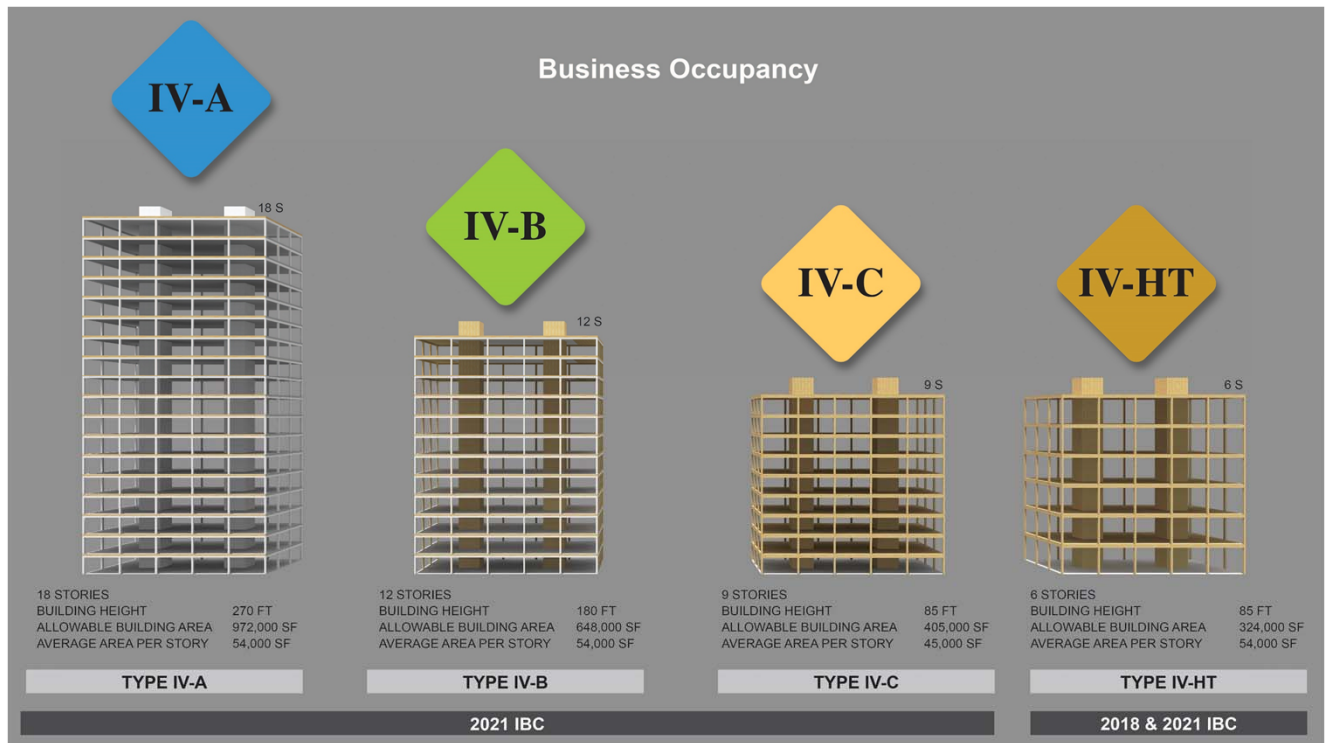 Business Occupancy
IV-A
18 S
IV-B
12 S
IV-C
9 S
IV-HT
6 S
18 STORIES
BUILDING HEIGHT 270 FT
ALLOWABLE BUILDING AREA 972,000 SF
AVERAGE AREA PER STORY 54,000 SF
TYPE IV-A
12 STORIES
BUILDING HEIGHT 180 FT
ALLOWABLE BUILDING AREA 648,000 SF
AVERAGE AREA PER STORY 54,000 SF
TYPE IV-B
9 STORIES
BUILDING HEIGHT 85 FT
ALLOWABLE BUILDING AREA 405,000 SF
AVERAGE AREA PER STORY 45,000 SF
TYPE IV-C
6 STORIES
BUILDING HEIGHT 85 FT
ALLOWABLE BUILDING AREA 324,000 SF
AVERAGE AREA PER STORY 54,000 SF
TYPE IV-HT
2021 IBC
2018 & 2021 IBC